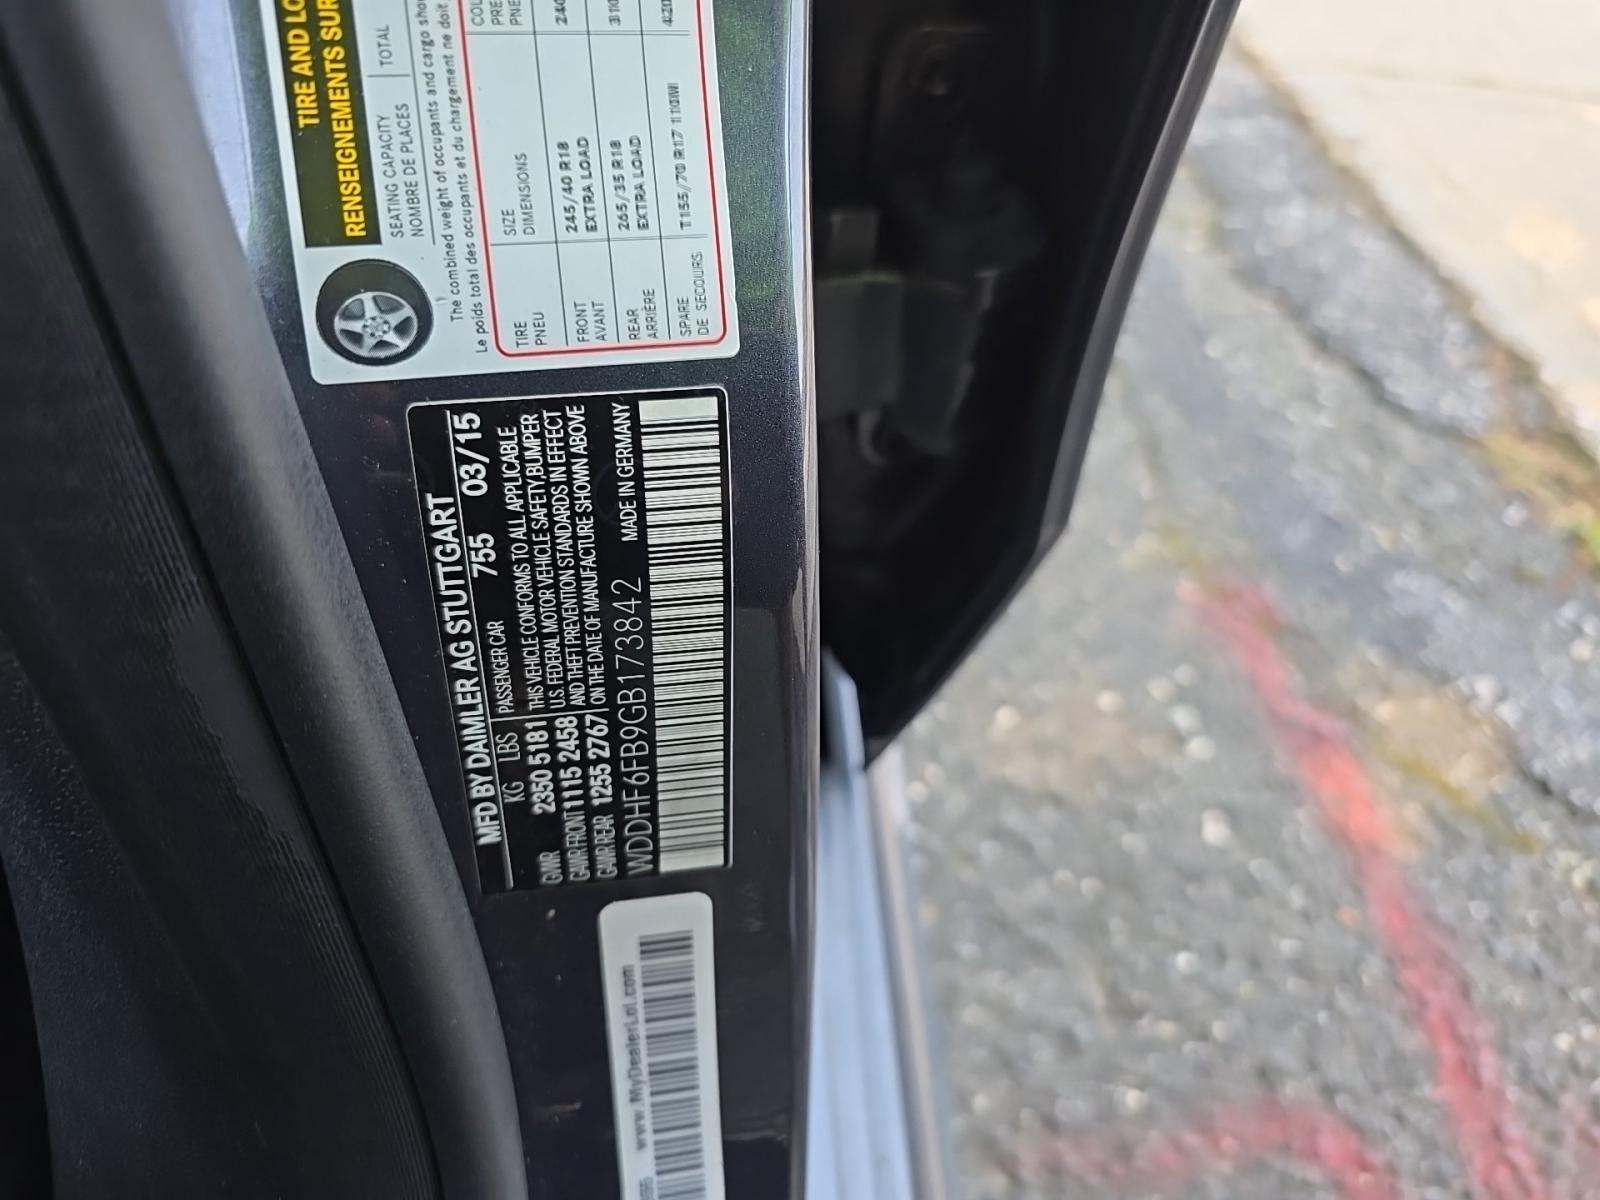 MFD BY DAIMLER AG STUTTGART
KG LBS PASSENGER CAR 755 03/15
GVWR 2350 5181 THIS VEHICLE CONFORMS TO ALL APPLICABLE
GAWR FRONT 1115 2458 U.S. FEDERAL MOTOR VEHICLE SAFETY, BUMPER
GAWR REAR 1255 2767 AND THEFT PREVENTION STANDARDS IN EFFECT
ON THE DATE OF MANUFACTURE SHOWN ABOVE
WDDHF6FB9GB173842 MADE IN GERMANY
TIRE AND
RENSEIGNEMENTS SUR
SEATING CAPACITY
NOMBRE DE PLACES
TOTAL
The combined weight of occupants and cargo
Le poids total des occupants et du chargement ne doit
TIRE SIZE
PNEU DIMENSIONS
FRONT 245/40 R18
AVANT EXTRA LOAD
REAR 265/35 R18
ARRIÈRE EXTRA LOAD
SPARE T155/70 R17 110M
DE SECOURS
www.MyDealerLot.com